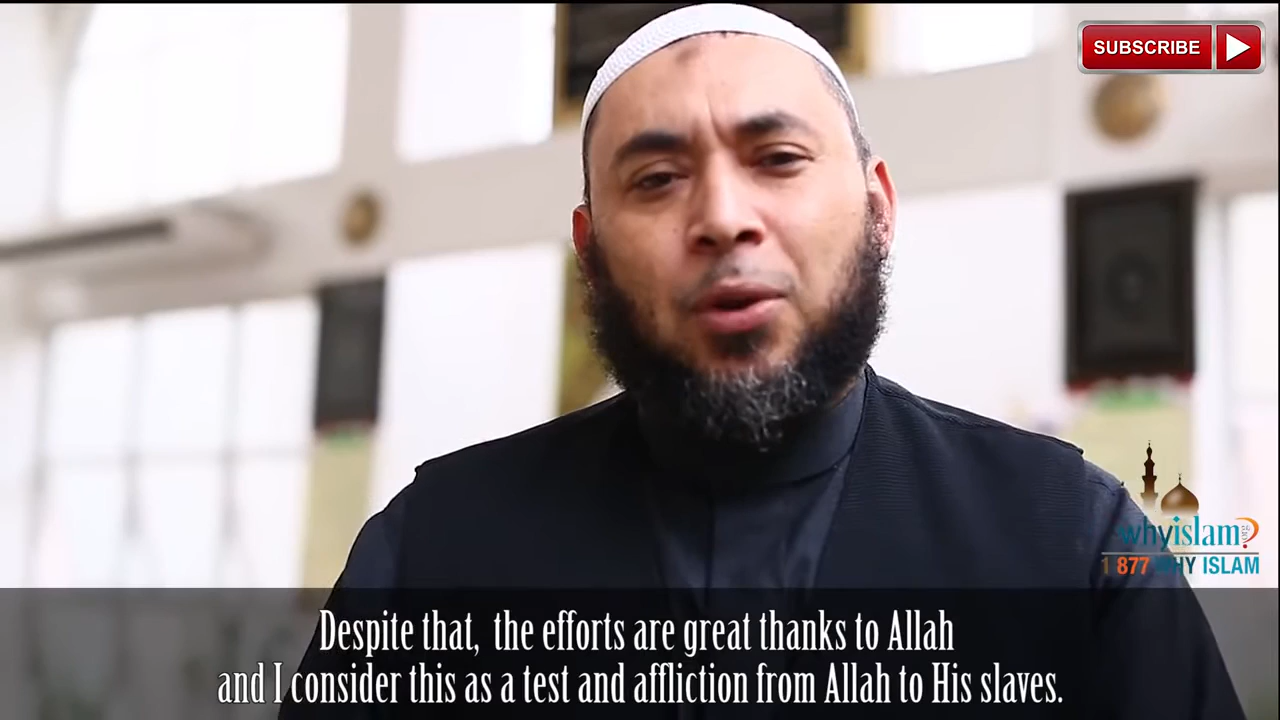 SUBSCRIBE
whyislam?
1 877 WHY ISLAM
Despite that, the efforts are great thanks to Allah
and I consider this as a test and affliction from Allah to His slaves.